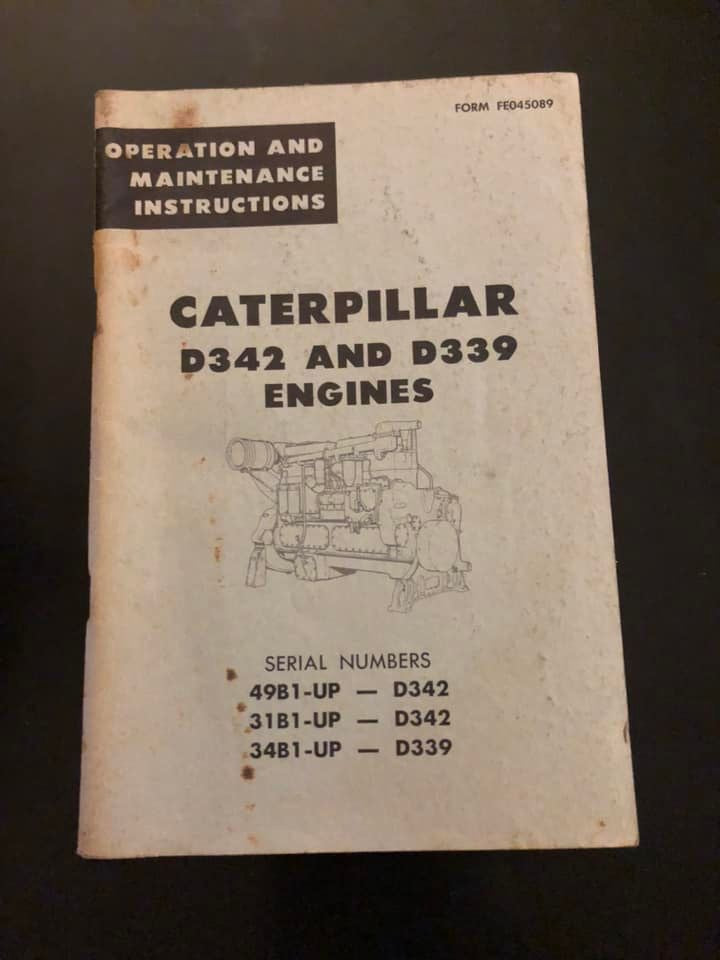 FORM FE045089
OPERATION AND
MAINTENANCE
INSTRUCTIONS
CATERPILLAR
D342 AND D339
ENGINES
SERIAL NUMBERS
49B1-UP — D342
31B1-UP — D342
34B1-UP — D339